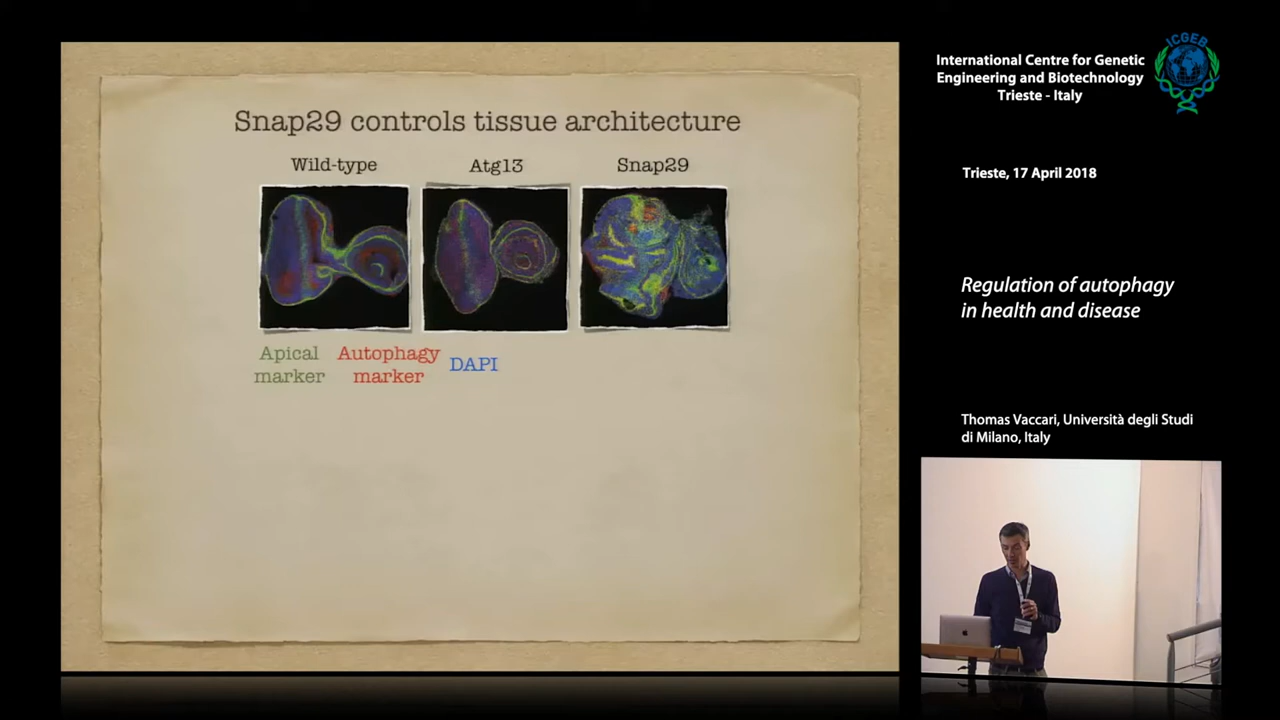 Snap29 controls tissue architecture
Wild-type
Atg13
Snap29
Apical
marker
Autophagy
marker
DAPI
ICGEB
International Centre for Genetic
Engineering and Biotechnology
Trieste - Italy
Trieste, 17 April 2018
Regulation of autophagy
in health and disease
Thomas Vaccari, Università degli Studi
di Milano, Italy